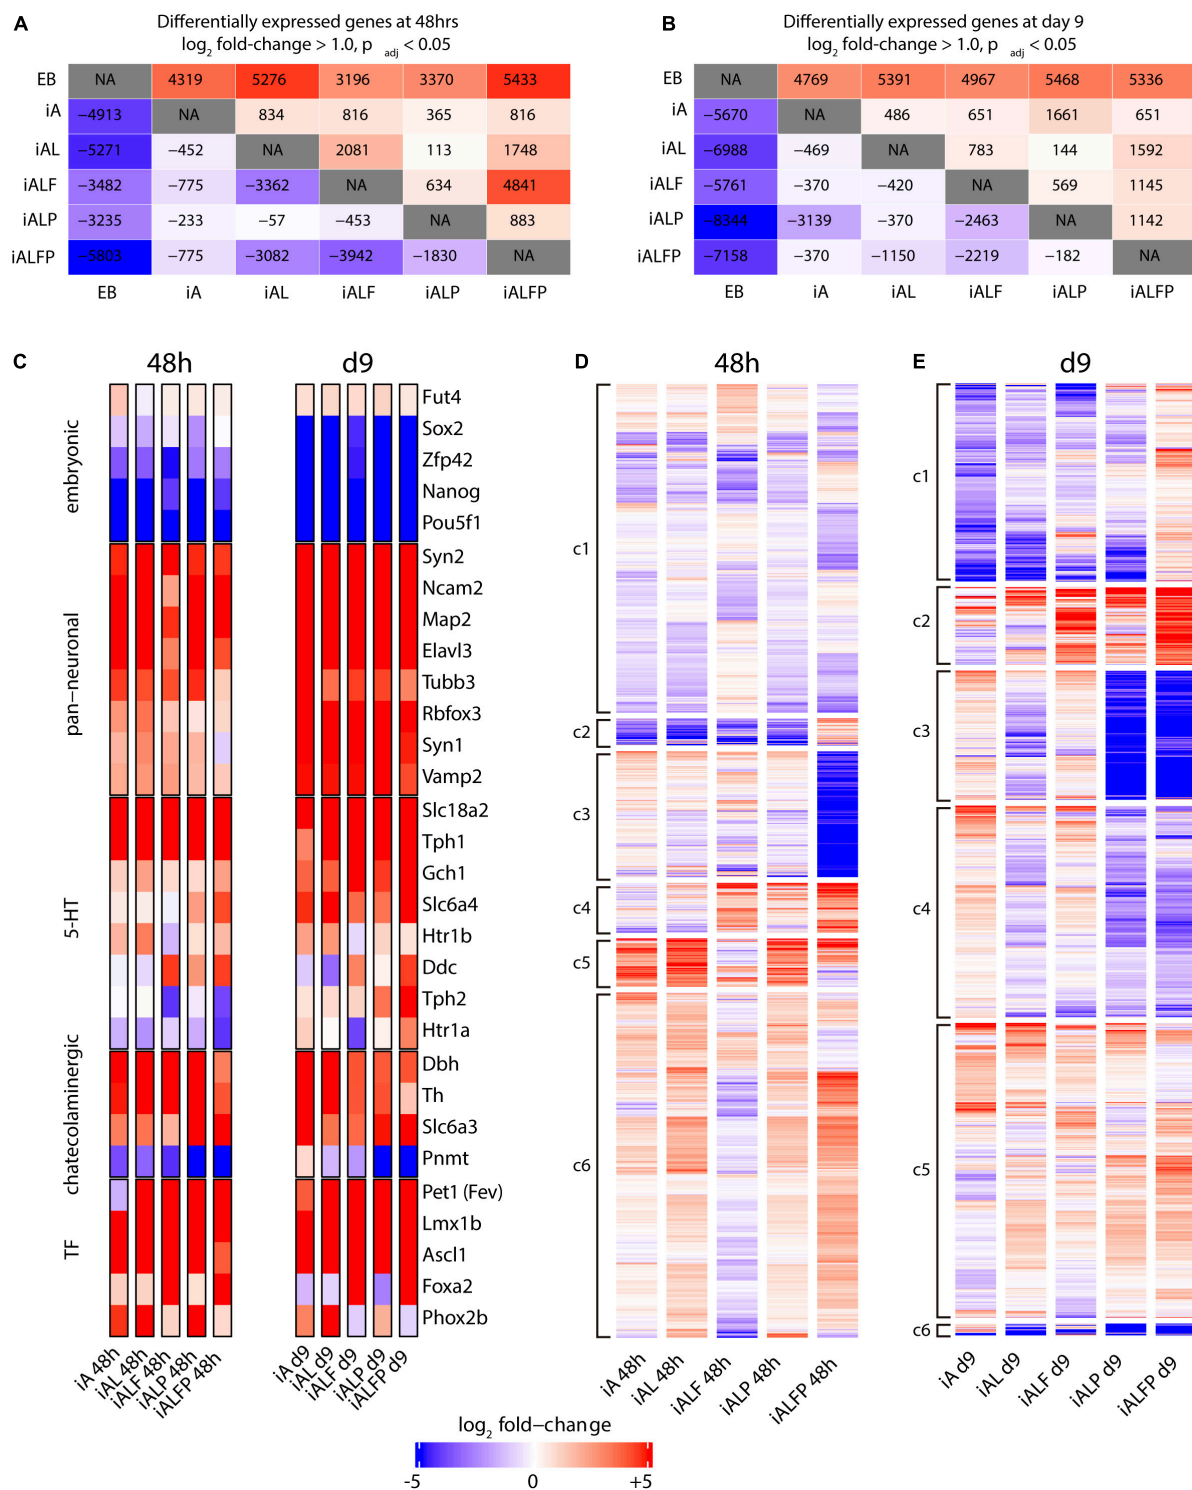 A
Differentially expressed genes at 48hrs
log2 fold-change > 1.0, p adj < 0.05
EB NA 4319 5276 3196 3370 5433
iA −4913 NA 834 816 365 816
iAL −5271 −452 NA 2081 113 1748
iALF −3482 −775 −3362 NA 634 4841
iALP −3235 −233 −57 −453 NA 883
iALFP −5803 −775 −3082 −3942 −1830 NA
EB iA iAL iALF iALP iALFP
B
Differentially expressed genes at day 9
log2 fold-change > 1.0, p adj < 0.05
EB NA 4769 5391 4967 5468 5336
iA −5670 NA 486 651 1661 651
iAL −6988 −469 NA 783 144 1592
iALF −5761 −370 −420 NA 569 1145
iALP −8344 −3139 −370 −2463 NA 1142
iALFP −7158 −370 −1150 −2219 −182 NA
EB iA iAL iALF iALP iALFP
C
48h
d9
embryonic
Fut4
Sox2
Zfp42
Nanog
Pou5f1
pan−neuronal
Syn2
Ncam2
Map2
Elavl3
Tubb3
Rbfox3
Syn1
Vamp2
5-HT
Slc18a2
Tph1
Gch1
Slc6a4
Htr1b
Ddc
Tph2
Htr1a
chatecolaminergic
Dbh
Th
Slc6a3
Pnmt
TF
Pet1 (Fev)
Lmx1b
Ascl1
Foxa2
Phox2b
iA 48h
iAL 48h
iALF 48h
iALP 48h
iALFP 48h
iA d9
iAL d9
iALF d9
iALP d9
iALFP d9
D
48h
c1
c2
c3
c4
c5
c6
iA 48h
iAL 48h
iALF 48h
iALP 48h
iALFP 48h
E
d9
c1
c2
c3
c4
c5
c6
iA d9
iAL d9
iALF d9
iALP d9
iALFP d9
log2 fold−change
-5 0 +5